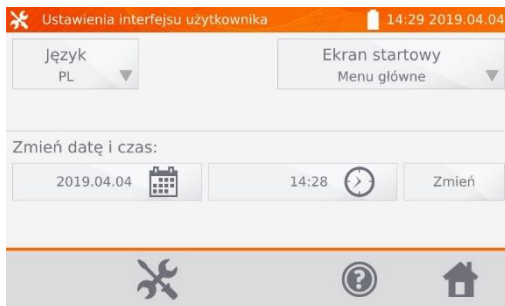 Ustawienia interfejsu użytkownika 14:29 2019.04.04
Język
PL
Ekran startowy
Menu główne
Zmień datę i czas:
2019.04.04 14:28 Zmień